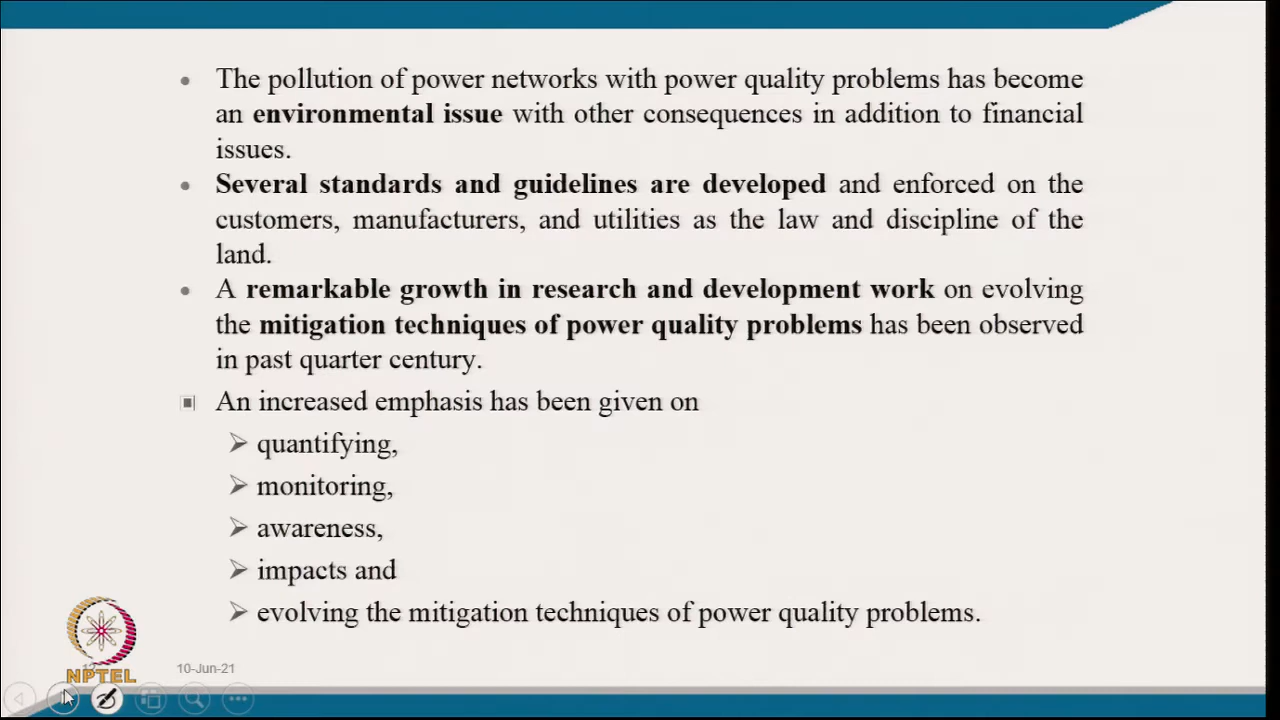 The pollution of power networks with power quality problems has become
an environmental issue with other consequences in addition to financial
issues.
Several standards and guidelines are developed and enforced on the
customers, manufacturers, and utilities as the law and discipline of the
land.
A remarkable growth in research and development work on evolving
the mitigation techniques of power quality problems has been observed
in past quarter century.
An increased emphasis has been given on
quantifying,
monitoring,
awareness,
impacts and
evolving the mitigation techniques of power quality problems.
10-Jun-21
NPTEL